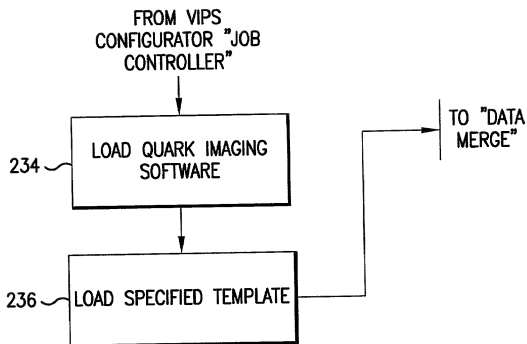 FROM VIPS
CONFIGURATOR "JOB
CONTROLLER"
234
LOAD QUARK IMAGING
SOFTWARE
TO "DATA
MERGE"
236
LOAD SPECIFIED TEMPLATE